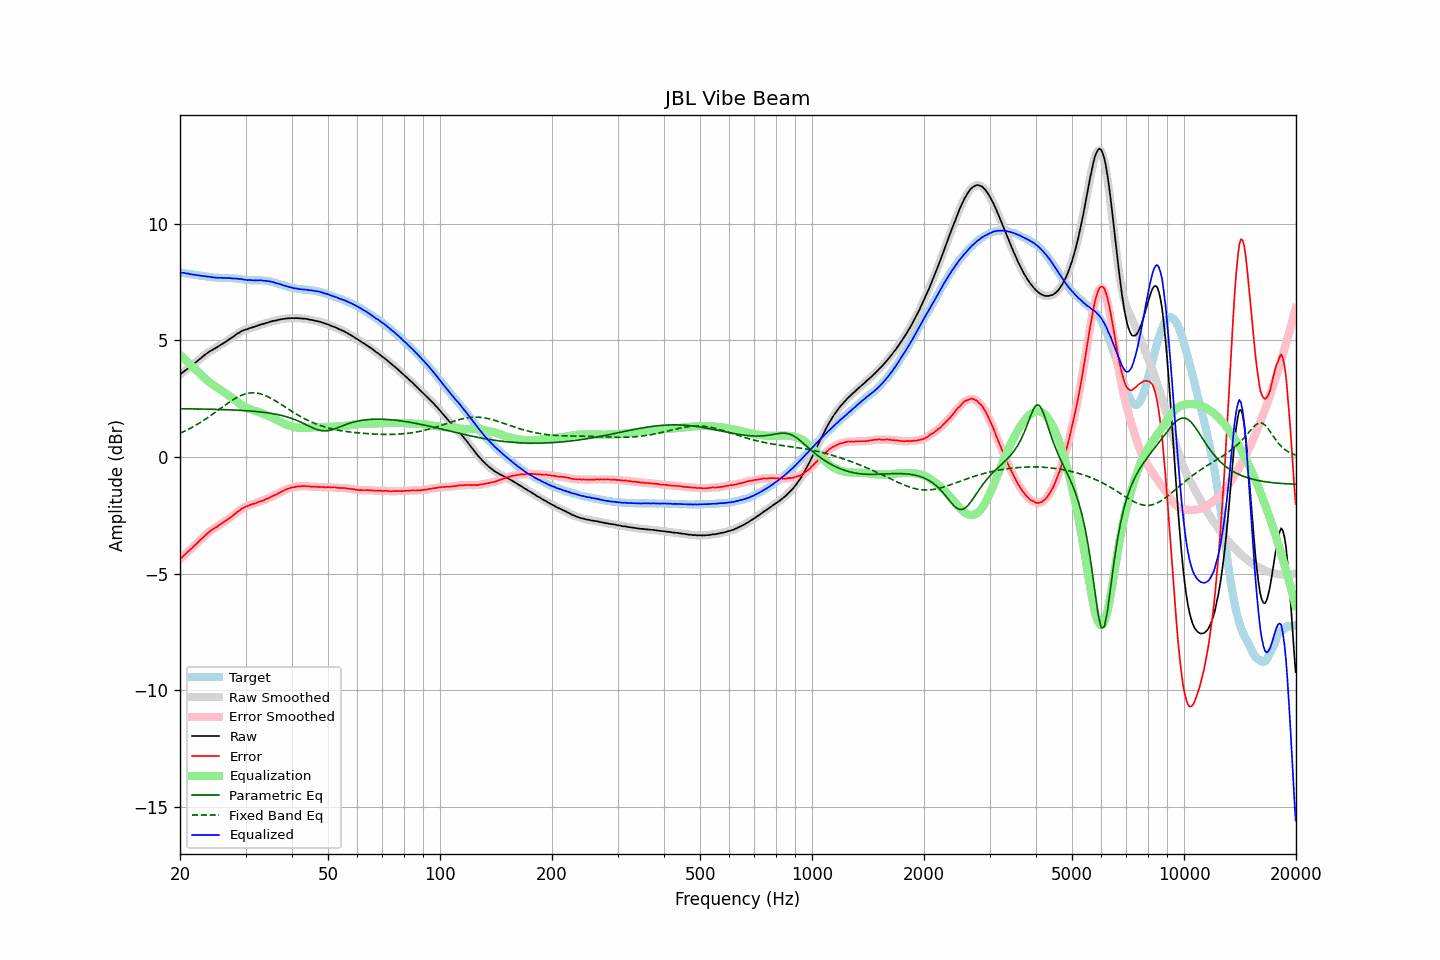 JBL Vibe Beam
Amplitude (dBr)
10
5
0
−5
−10
−15
Target
Raw Smoothed
Error Smoothed
Raw
Error
Equalization
Parametric Eq
Fixed Band Eq
Equalized
20 50 100 200 500 1000 2000 5000 10000 20000
Frequency (Hz)